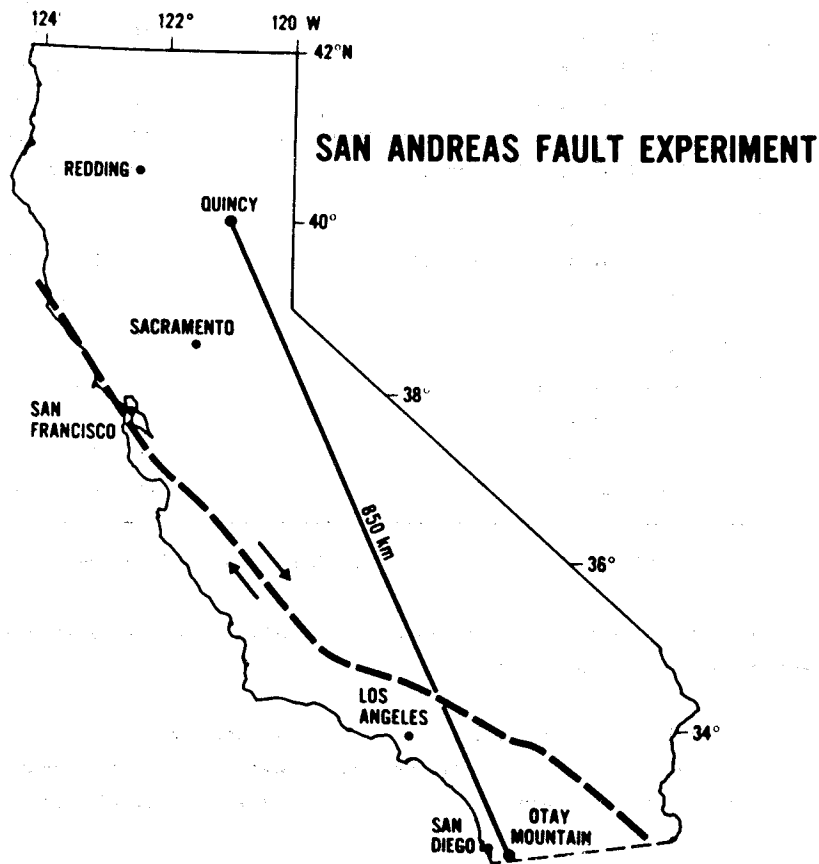 124°
122°
120 W
42°N
SAN ANDREAS FAULT EXPERIMENT
REDDING
QUINCY
40°
SACRAMENTO
38°
SAN
FRANCISCO
850 km
36°
LOS
ANGELES
34°
SAN
DIEGO
OTAY
MOUNTAIN